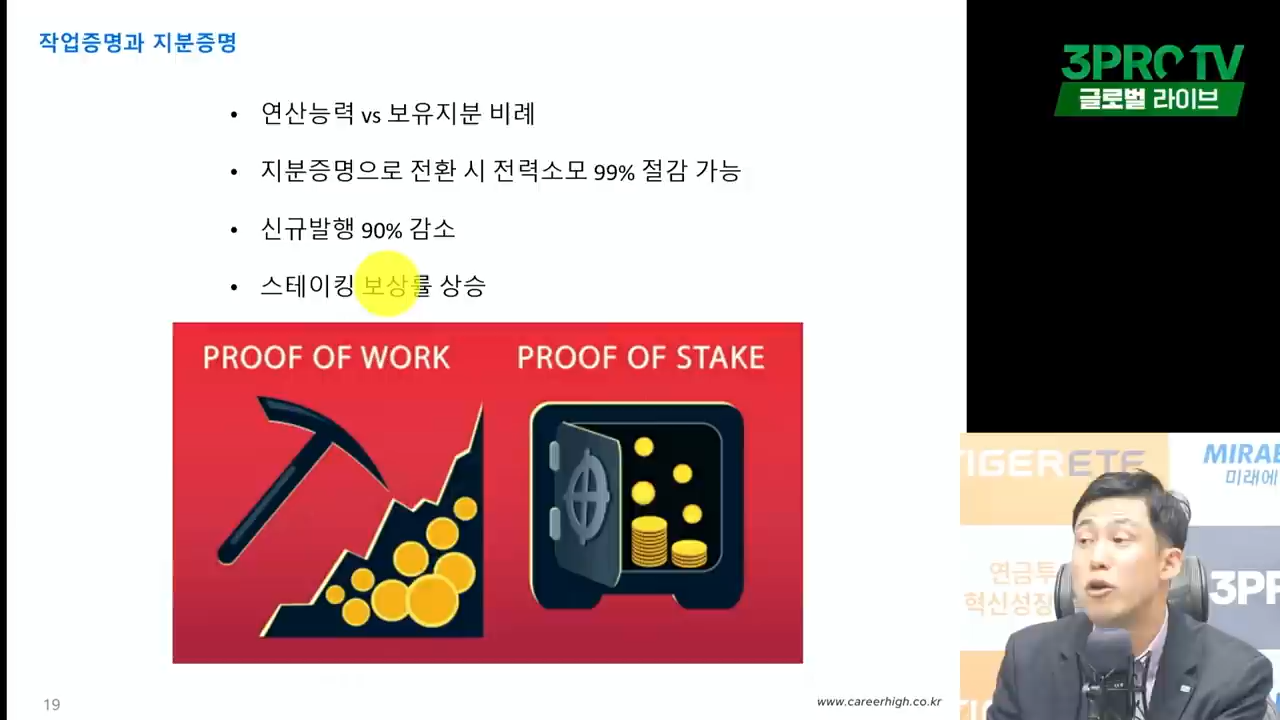 작업증명과 지분증명
3PRO TV
글로벌 라이브
• 연산능력 vs 보유지분 비례
• 지분증명으로 전환 시 전력소모 99% 절감 가능
• 신규발행 90% 감소
• 스테이킹 보상률 상승
PROOF OF WORK
PROOF OF STAKE
TIGER ETF
MIRAE
미래에
연금투
혁신성장
3PR
19
www.careerhigh.co.kr